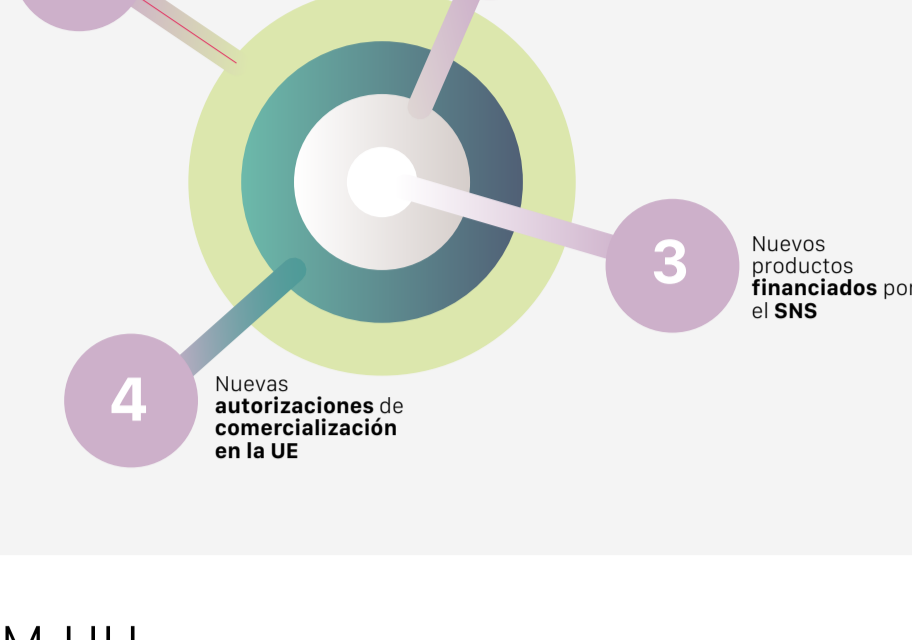 3
Nuevos
productos
financiados por
el SNS
4
Nuevas
autorizaciones de
comercialización
en la UE